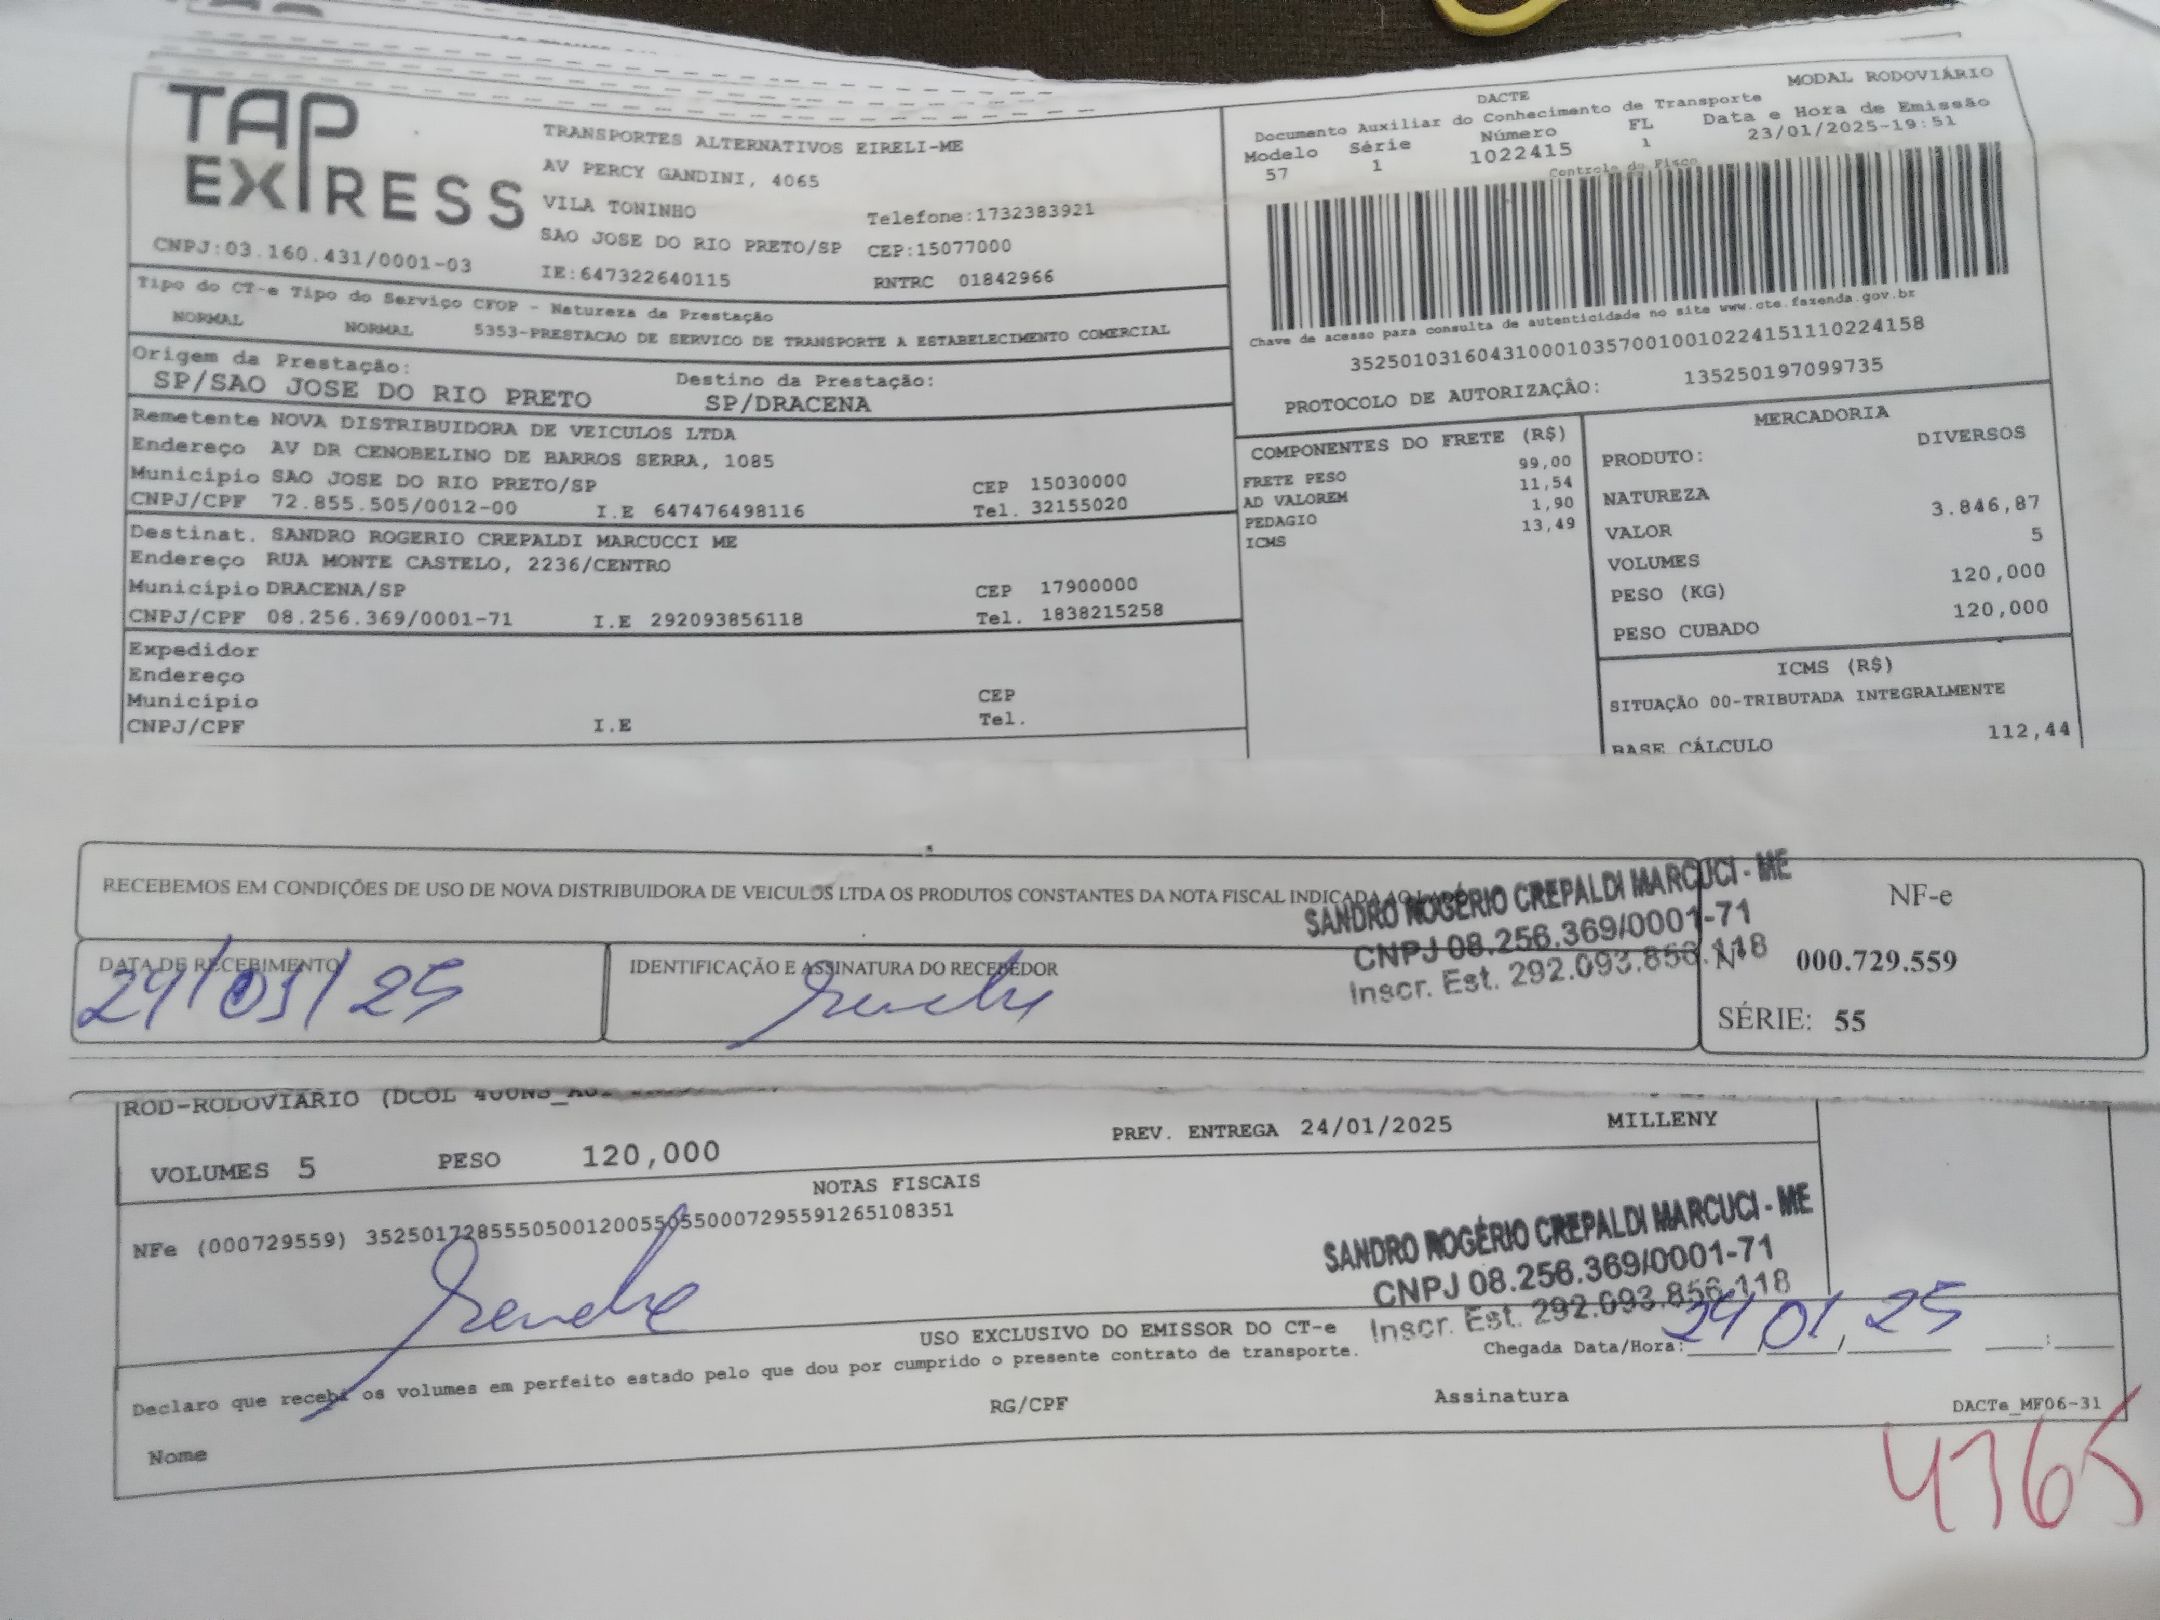 TAP EXPRESS
TRANSPORTES ALTERNATIVOS EIRELI-ME
AV PERCY GANDINI, 4065
VILA TONINHO Telefone:1732383921
SAO JOSE DO RIO PRETO/SP CEP:15077000
CNPJ:03.160.431/0001-03 IE:647322640115 RNTRC 01842966
MODAL RODOVIÁRIO
DACTE
Documento Auxiliar do Conhecimento de Transporte
Modelo Série Número FL Data e Hora de Emissão
57 1 1022415 1 23/01/2025-19:51
Controle do Fisco
Chave de acesso para consulta de autenticidade no site www.cte.fazenda.gov.br
35250103160431000103570010010224151110224158
PROTOCOLO DE AUTORIZAÇÃO: 135250197099735
Tipo do CT-e Tipo do Serviço CFOP - Natureza da Prestação
NORMAL NORMAL 5353-PRESTACAO DE SERVICO DE TRANSPORTE A ESTABELECIMENTO COMERCIAL
Origem da Prestação: Destino da Prestação:
SP/SAO JOSE DO RIO PRETO SP/DRACENA
Remetente NOVA DISTRIBUIDORA DE VEICULOS LTDA
Endereço AV DR CENOBELINO DE BARROS SERRA, 1085
Município SAO JOSE DO RIO PRETO/SP CEP 15030000
CNPJ/CPF 72.855.505/0012-00 I.E 647476498116 Tel. 32155020
Destinat. SANDRO ROGERIO CREPALDI MARCUCCI ME
Endereço RUA MONTE CASTELO, 2236/CENTRO
Município DRACENA/SP CEP 17900000
CNPJ/CPF 08.256.369/0001-71 I.E 292093856118 Tel. 1838215258
Expedidor
Endereço
Município CEP
CNPJ/CPF I.E Tel.
COMPONENTES DO FRETE (R$)
FRETE PESO 99,00
AD VALOREM 11,54
PEDAGIO 1,90
ICMS 13,49
MERCADORIA
PRODUTO: DIVERSOS
NATUREZA
VALOR 3.846,87
VOLUMES 5
PESO (KG) 120,000
PESO CUBADO 120,000
ICMS (R$)
SITUAÇÃO 00-TRIBUTADA INTEGRALMENTE
BASE CÁLCULO 112,44
RECEBEMOS EM CONDIÇÕES DE USO DE NOVA DISTRIBUIDORA DE VEICULOS LTDA OS PRODUTOS CONSTANTES DA NOTA FISCAL INDICADA AO
SANDRO ROGÉRIO CREPALDI MARCUCI - ME
CNPJ 08.256.369/0001-71
Inscr. Est. 292.093.856.118
NF-e
Nº 000.729.559
SÉRIE: 55
DATA DE RECEBIMENTO
24/01/25
IDENTIFICAÇÃO E ASSINATURA DO RECEBEDOR
ROD-RODOVIARIO (DCOL
VOLUMES 5 PESO 120,000 PREV. ENTREGA 24/01/2025 MILLENY
NOTAS FISCAIS
NFe (000729559) 35250172855505001200550550007295591265108351
SANDRO ROGÉRIO CREPALDI MARCUCI - ME
CNPJ 08.256.369/0001-71
Inscr. Est. 292.093.856.118
USO EXCLUSIVO DO EMISSOR DO CT-e
Declaro que recebi os volumes em perfeito estado pelo que dou por cumprido o presente contrato de transporte.
Chegada Data/Hora: 24/01/25
Nome RG/CPF Assinatura
DACTe_MF06-31
4365